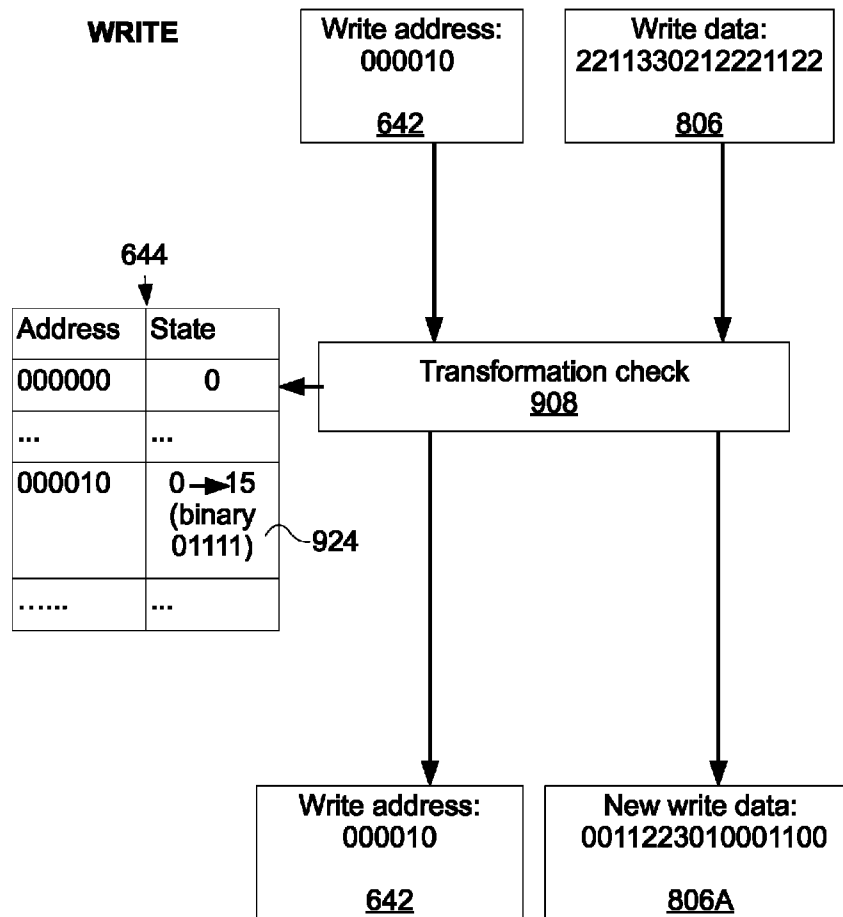 WRITE
Write address:
000010
642
Write data:
2211330212221122
806
644
Address State
000000 0
... ...
000010 0 15
(binary
01111)
924
...... ...
Transformation check
908
Write address:
000010
642
New write data:
0011223010001100
806A